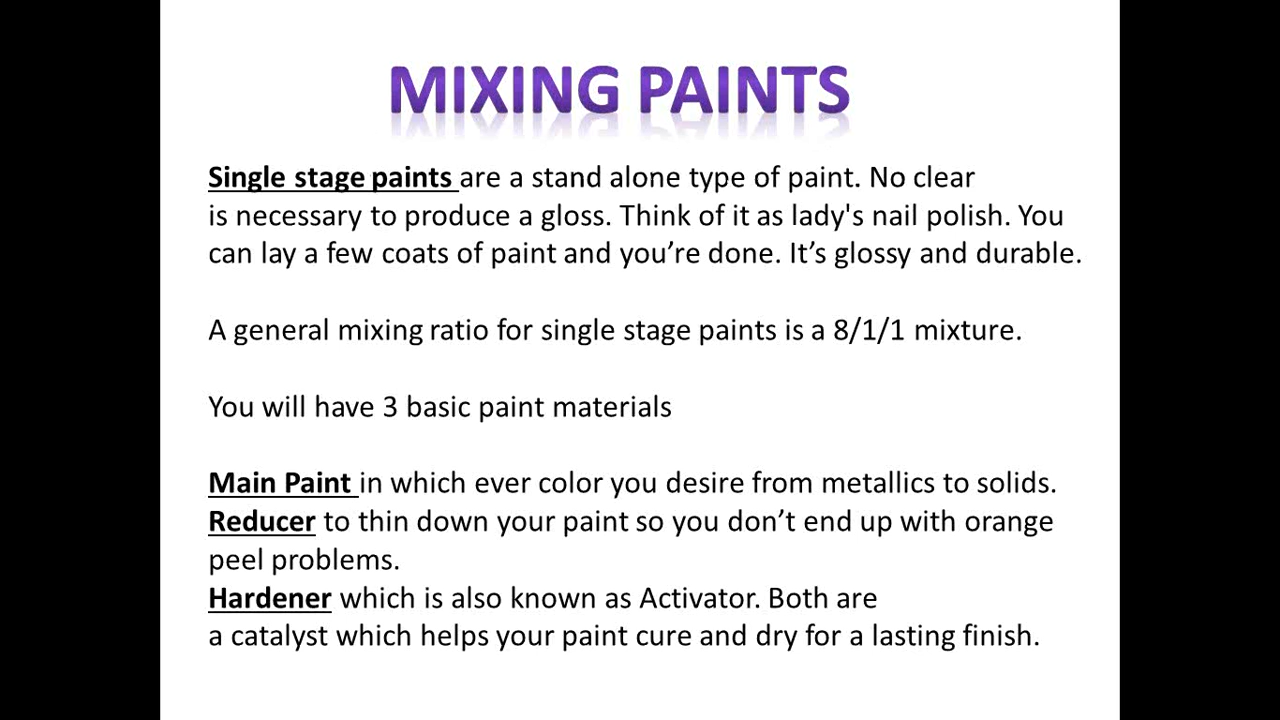 MIXING PAINTS
Single stage paints are a stand alone type of paint. No clear
is necessary to produce a gloss. Think of it as lady's nail polish. You
can lay a few coats of paint and you’re done. It’s glossy and durable.
A general mixing ratio for single stage paints is a 8/1/1 mixture.
You will have 3 basic paint materials
Main Paint in which ever color you desire from metallics to solids.
Reducer to thin down your paint so you don’t end up with orange
peel problems.
Hardener which is also known as Activator. Both are
a catalyst which helps your paint cure and dry for a lasting finish.